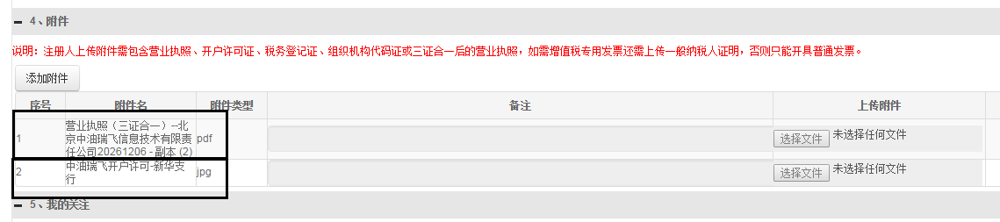 4、附件
说明：注册人上传附件需包含营业执照、开户许可证、税务登记证、组织机构代码证或三证合一后的营业执照，如需增值税专用发票还需上传一般纳税人证明，否则只能开具普通发票。
添加附件
序号 附件名 附件类型 备注 上传附件
营业执照（三证合一）--北
1 京中油瑞飞信息技术有限责 pdf 选择文件 未选择任何文件
任公司20261206 - 副本 (2)
中油瑞飞开户许可-新华支
2 jpg 选择文件 未选择任何文件
行
5、我的关注